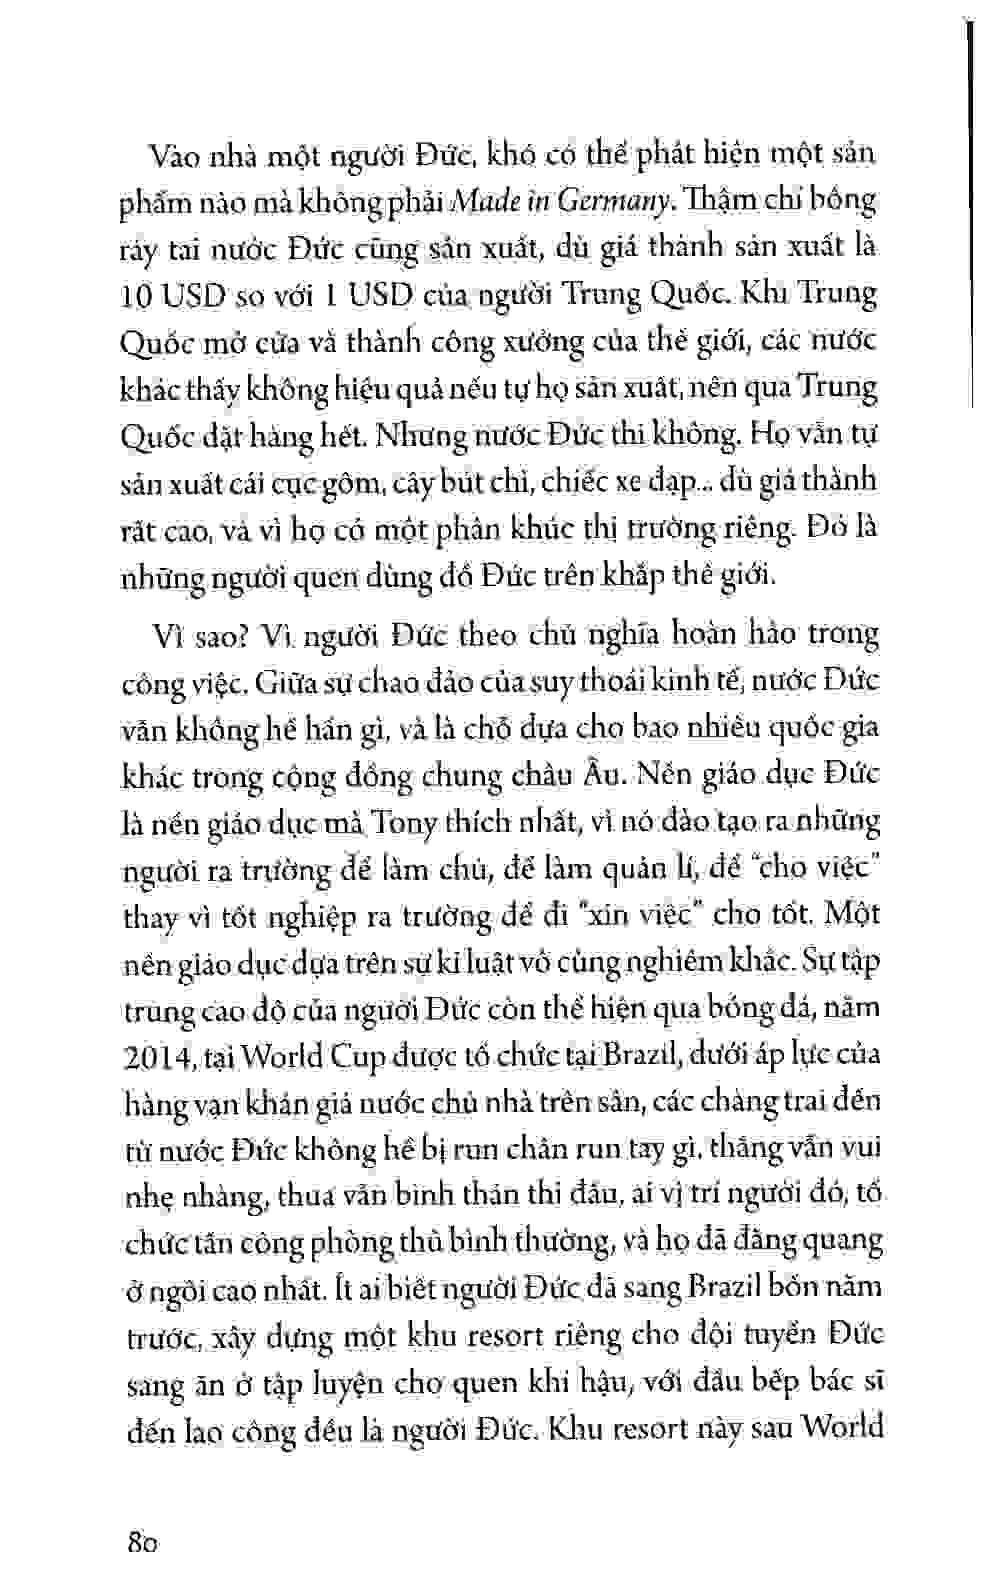 Vào nhà một người Đức, khó có thể phát hiện một sản
phẩm nào mà không phải Made in Germany. Thậm chí bông
ráy tai nước Đức cũng sản xuất, dù giá thành sản xuất là
10 USD so với 1 USD của người Trung Quốc. Khi Trung
Quốc mở cửa và thành công xưởng của thế giới, các nước
khác thấy không hiệu quả nếu tự họ sản xuất, nên qua Trung
Quốc đặt hàng hết. Nhưng nước Đức thì không. Họ vẫn tự
sản xuất cái cục gôm, cây bút chì, chiếc xe đạp... dù giá thành
rất cao, và vì họ có một phân khúc thị trường riêng. Đó là
những người quen dùng đồ Đức trên khắp thế giới.
Vì sao? Vì người Đức theo chủ nghĩa hoàn hảo trong
công việc. Giữa sự chao đảo của suy thoái kinh tế, nước Đức
vẫn không hề hấn gì, và là chỗ dựa cho bao nhiêu quốc gia
khác trong cộng đồng chung châu Âu. Nền giáo dục Đức
là nền giáo dục mà Tony thích nhất, vì nó đào tạo ra những
người ra trường để làm chủ, để làm quản lí, để "cho việc"
thay vì tốt nghiệp ra trường để đi "xin việc" cho tốt. Một
nền giáo dục dựa trên sự kỉ luật vô cùng nghiêm khắc. Sự tập
trung cao độ của người Đức còn thể hiện qua bóng đá, năm
2014, tại World Cup được tổ chức tại Brazil, dưới áp lực của
hàng vạn khán giả nước chủ nhà trên sân, các chàng trai đến
từ nước Đức không hề bị run chân run tay gì, thắng vẫn vui
nhẹ nhàng, thua vẫn bình thản thi đấu, ai vị trí người đó, tổ
chức tấn công phòng thủ bình thường, và họ đã đăng quang
ở ngôi cao nhất. Ít ai biết người Đức đã sang Brazil bốn năm
trước, xây dựng một khu resort riêng cho đội tuyển Đức
sang ăn ở tập luyện cho quen khí hậu, với đầu bếp bác sĩ
đến lao công đều là người Đức. Khu resort này sau World
80